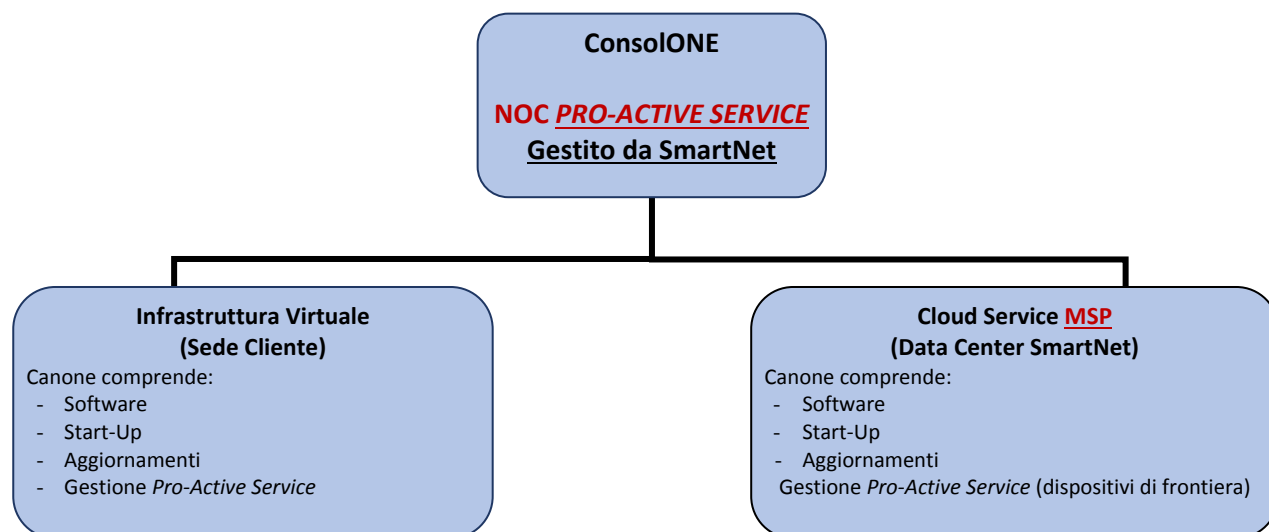 ConsolONE
NOC PRO-ACTIVE SERVICE
Gestito da SmartNet
Infrastruttura Virtuale
(Sede Cliente)
Canone comprende:
- Software
- Start-Up
- Aggiornamenti
- Gestione Pro-Active Service
Cloud Service MSP
(Data Center SmartNet)
Canone comprende:
- Software
- Start-Up
- Aggiornamenti
Gestione Pro-Active Service (dispositivi di frontiera)